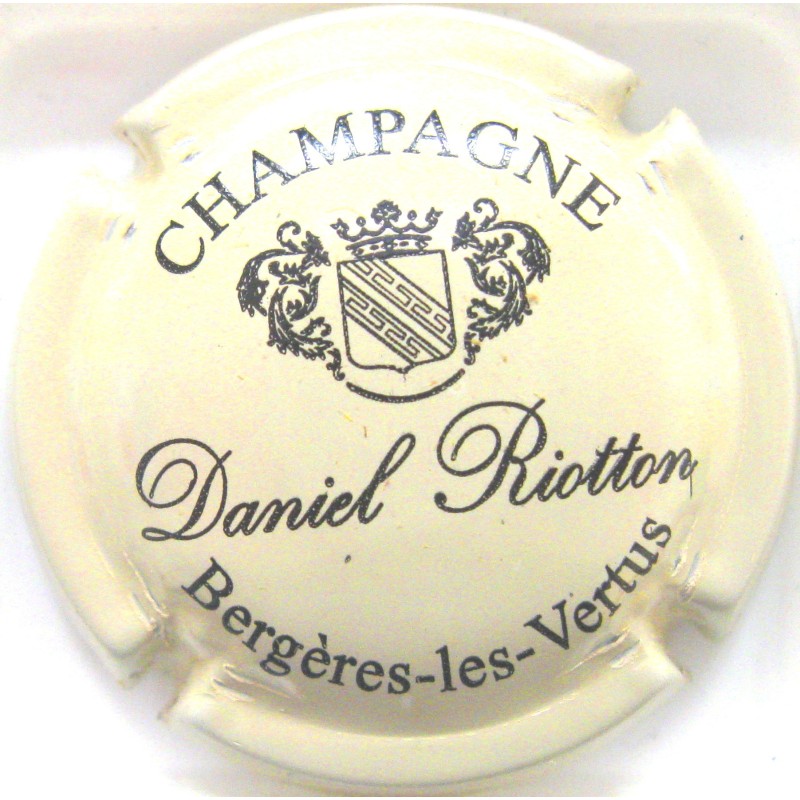 CHAMPAGNE
Daniel Riotton
Bergères-les-Vertus